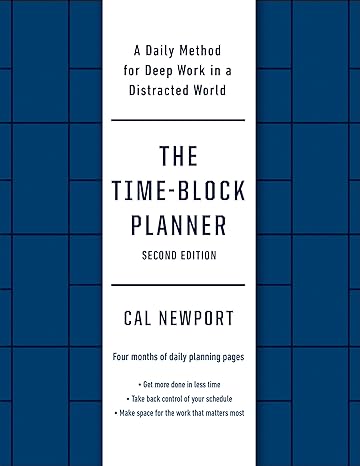 A Daily Method
for Deep Work in a
Distracted World
THE
TIME-BLOCK
PLANNER
SECOND EDITION
CAL NEWPORT
Four months of daily planning pages
• Get more done in less time
• Take back control of your schedule
• Make space for the work that matters most